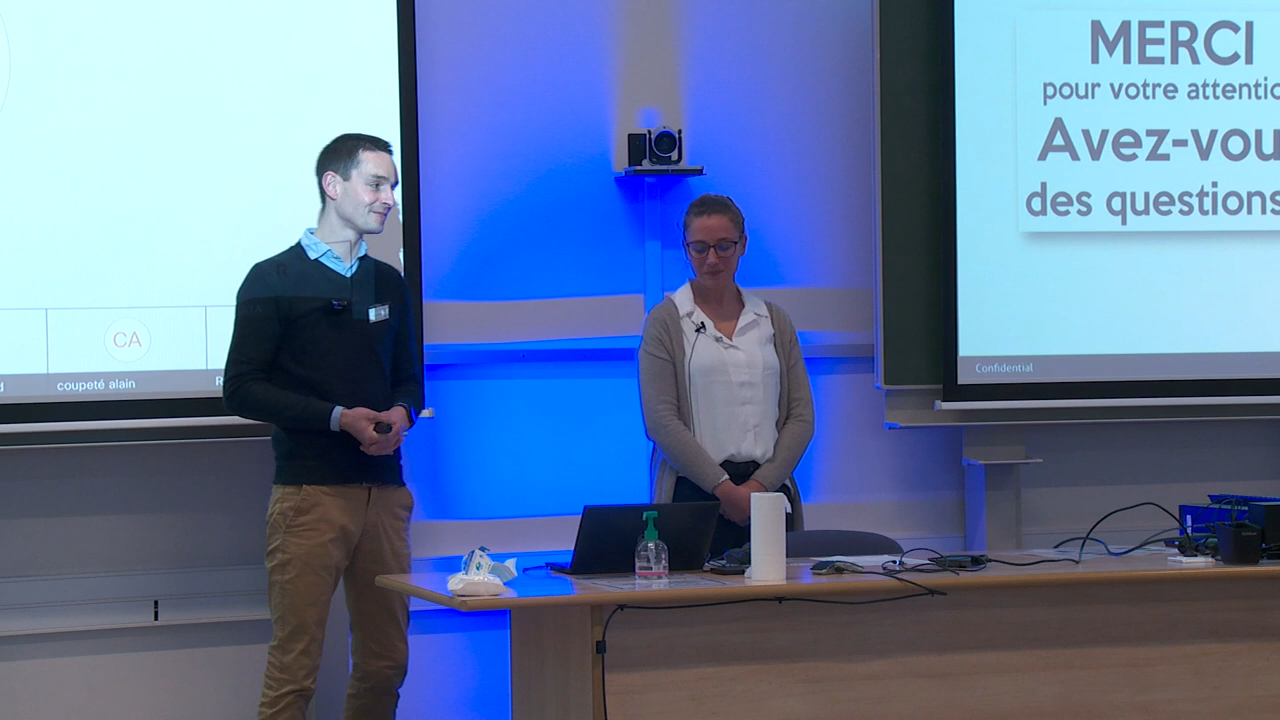 MERCI
pour votre attentio
Avez-vou
des questions
Confidential
CA
d
coupeté alain
R